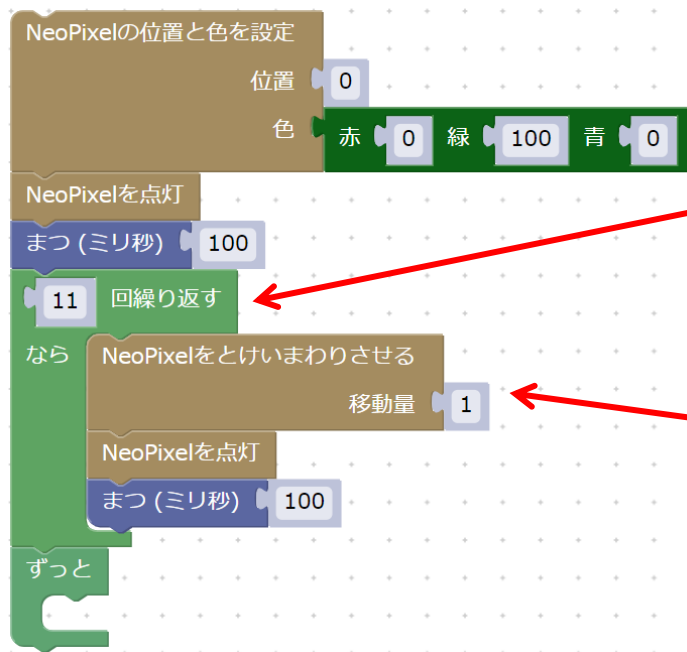 NeoPixelの位置と色を設定
位置 0
色 赤 0 緑 100 青 0
NeoPixelを点灯
まつ (ミリ秒) 100
11 回繰り返す
なら NeoPixelをとけいまわりさせる
移動量 1
NeoPixelを点灯
まつ (ミリ秒) 100
ずっと